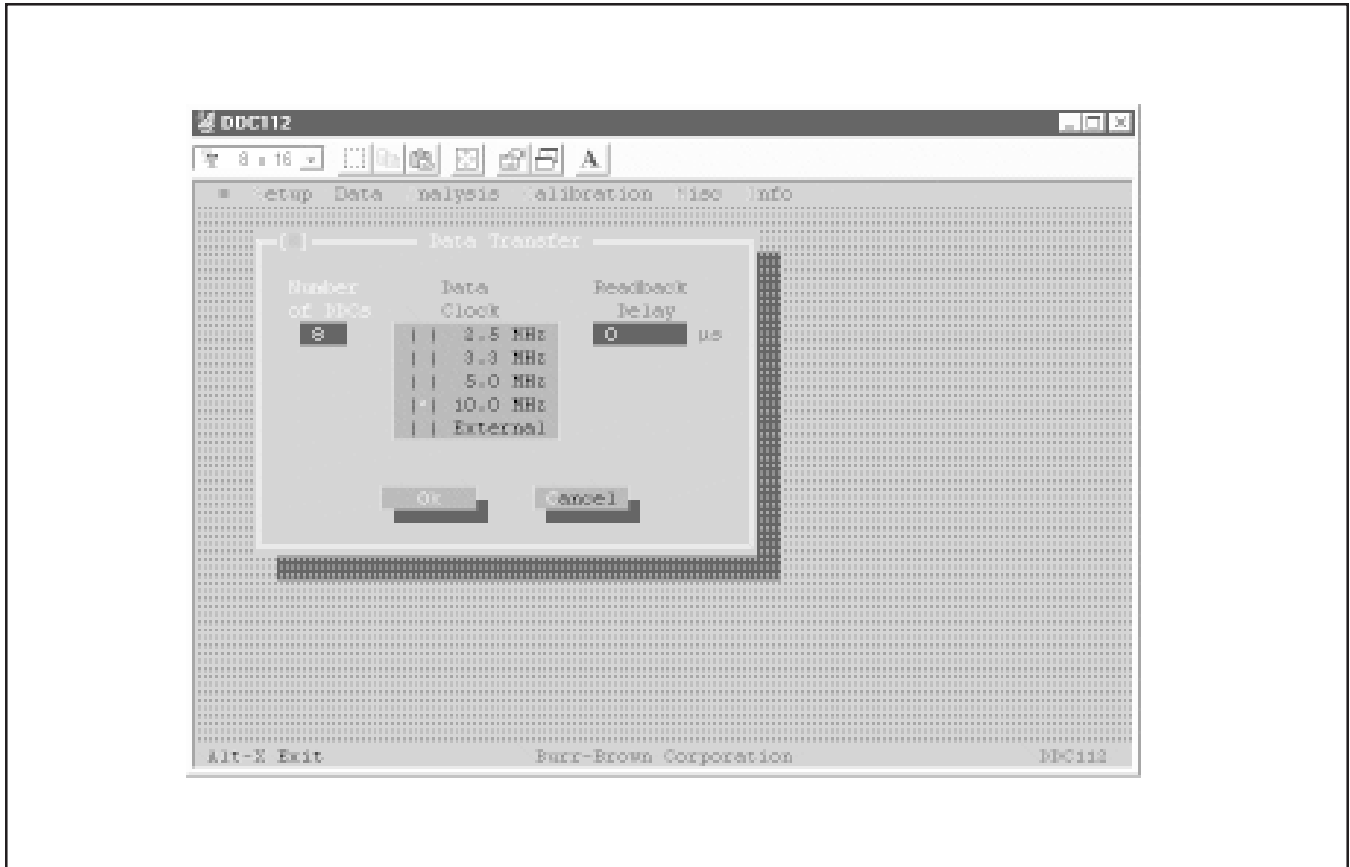 DDC112
8 x 16
A
Setup Data Analysis Calibration Misc Info
Data Transfer
Number of DDCs
8
Data Clock
2.5 MHz
3.3 MHz
5.0 MHz
10.0 MHz
External
Readback Delay
0 µs
Ok Cancel
Alt-X Exit Burr-Brown Corporation DDC112